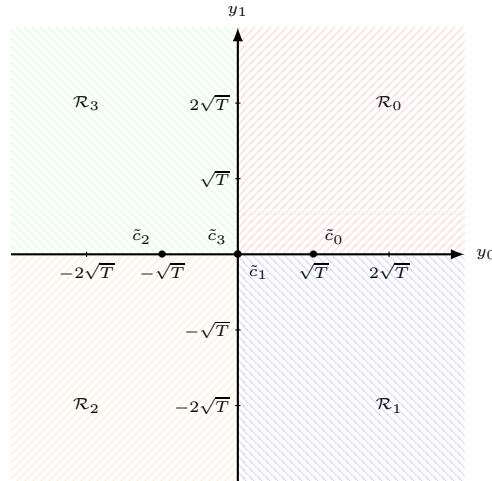 y₁
ℛ₃ 2√T ℛ₀
√T
c̃₂ c̃₃ c̃₀
y₀
−2√T −√T c̃₁ √T 2√T
−√T
ℛ₂ −2√T ℛ₁